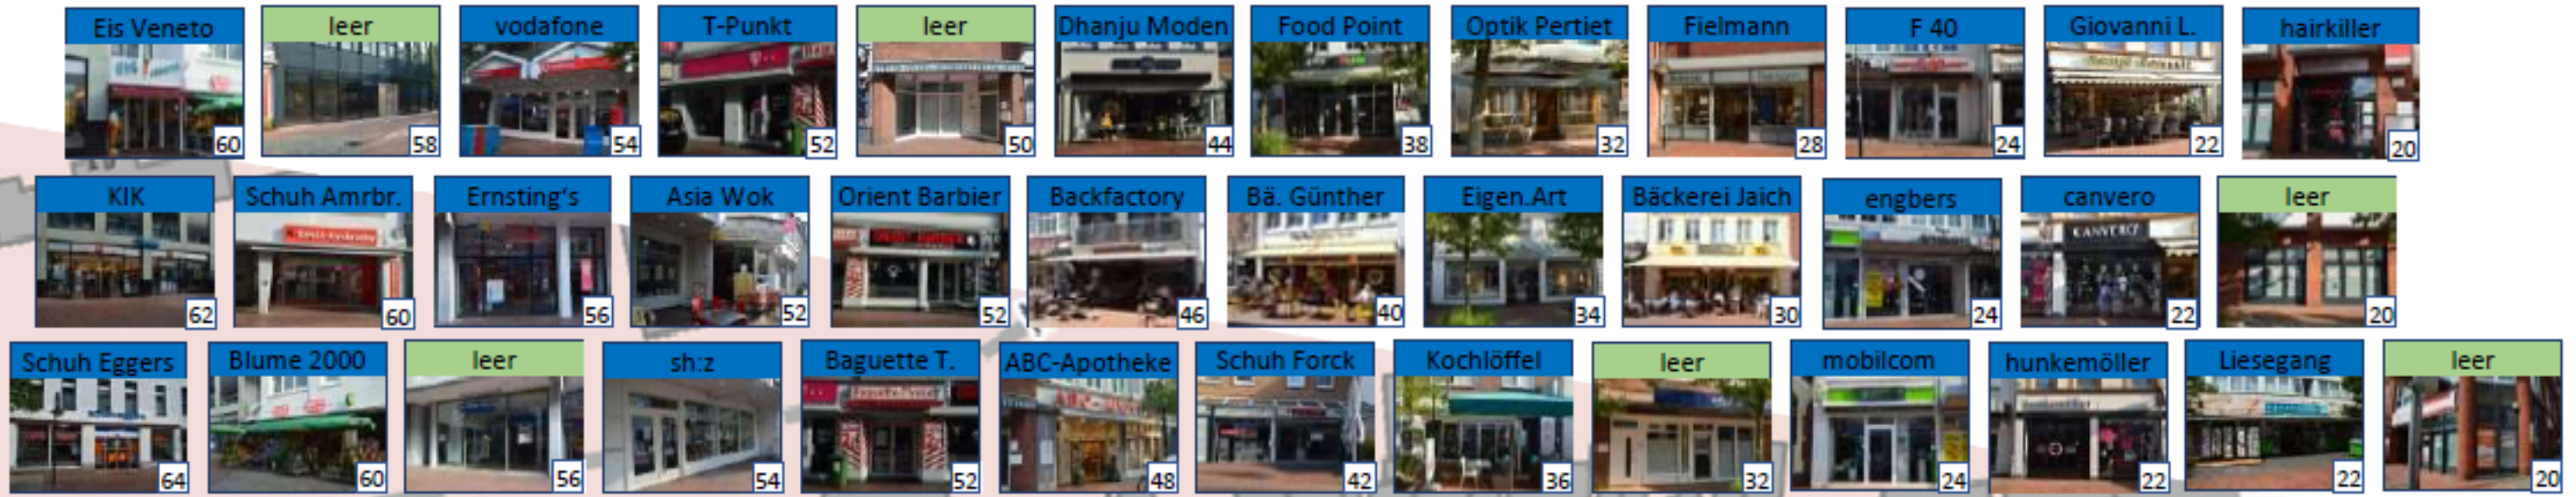 Eis Veneto leer vodafone T-Punkt leer Dhanju Moden Food Point Optik Pertiet Fielmann F 40 Giovanni L. hairkiller
60 58 54 52 50 44 38 32 28 24 22 20
KIK Schuh Amrbr. Ernsting's Asia Wok Orient Barbier Backfactory Bä. Günther Eigen.Art Bäckerei Jaich engbers canvero leer
CANVERO
62 60 56 52 52 46 40 34 30 24 22 20
Schuh Eggers Blume 2000 leer sh:z Baguette T. ABC-Apotheke Schuh Forck Kochlöffel leer mobilcom hunkemöller Liesegang leer
64 60 56 54 52 48 42 36 32 24 22 22 20